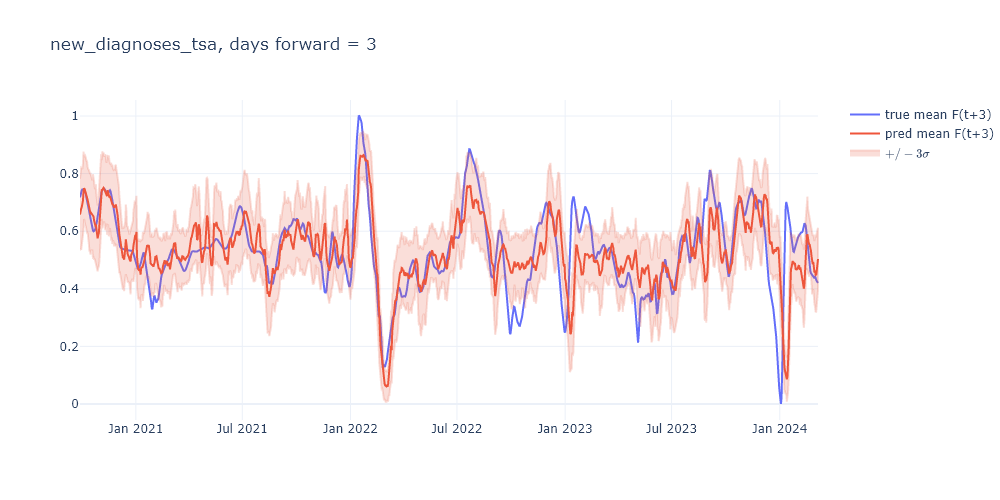 new_diagnoses_tsa, days forward = 3
true mean F(t+3)
pred mean F(t+3)
+/− 3σ
1
0.8
0.6
0.4
0.2
0
Jan 2021
Jul 2021
Jan 2022
Jul 2022
Jan 2023
Jul 2023
Jan 2024